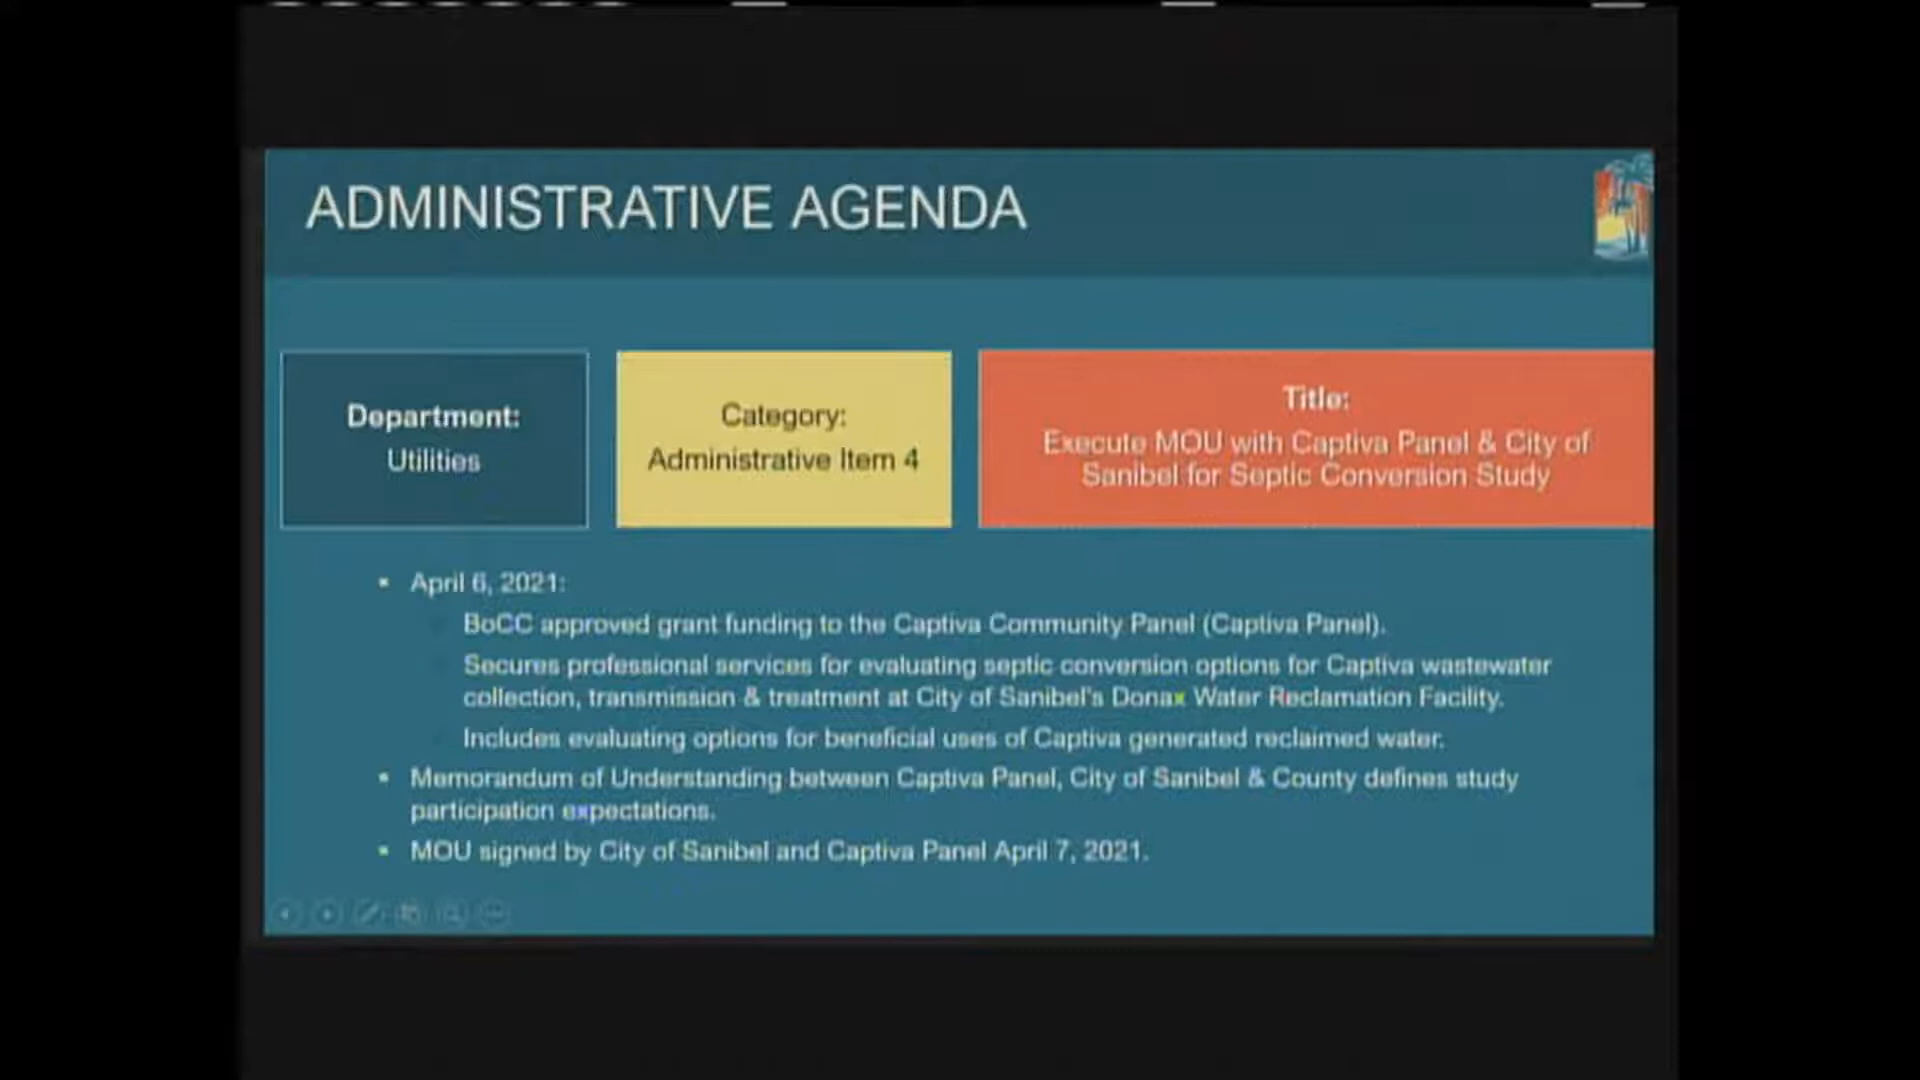 ADMINISTRATIVE AGENDA
Department:
Utilities
Category:
Administrative Item 4
Title:
Execute MOU with Captiva Panel & City of
Sanibel for Septic Conversion Study
▪ April 6, 2021:
BoCC approved grant funding to the Captiva Community Panel (Captiva Panel).
Secures professional services for evaluating septic conversion options for Captiva wastewater
collection, transmission & treatment at City of Sanibel's Donax Water Reclamation Facility.
Includes evaluating options for beneficial uses of Captiva generated reclaimed water.
▪ Memorandum of Understanding between Captiva Panel, City of Sanibel & County defines study
participation expectations.
▪ MOU signed by City of Sanibel and Captiva Panel April 7, 2021.